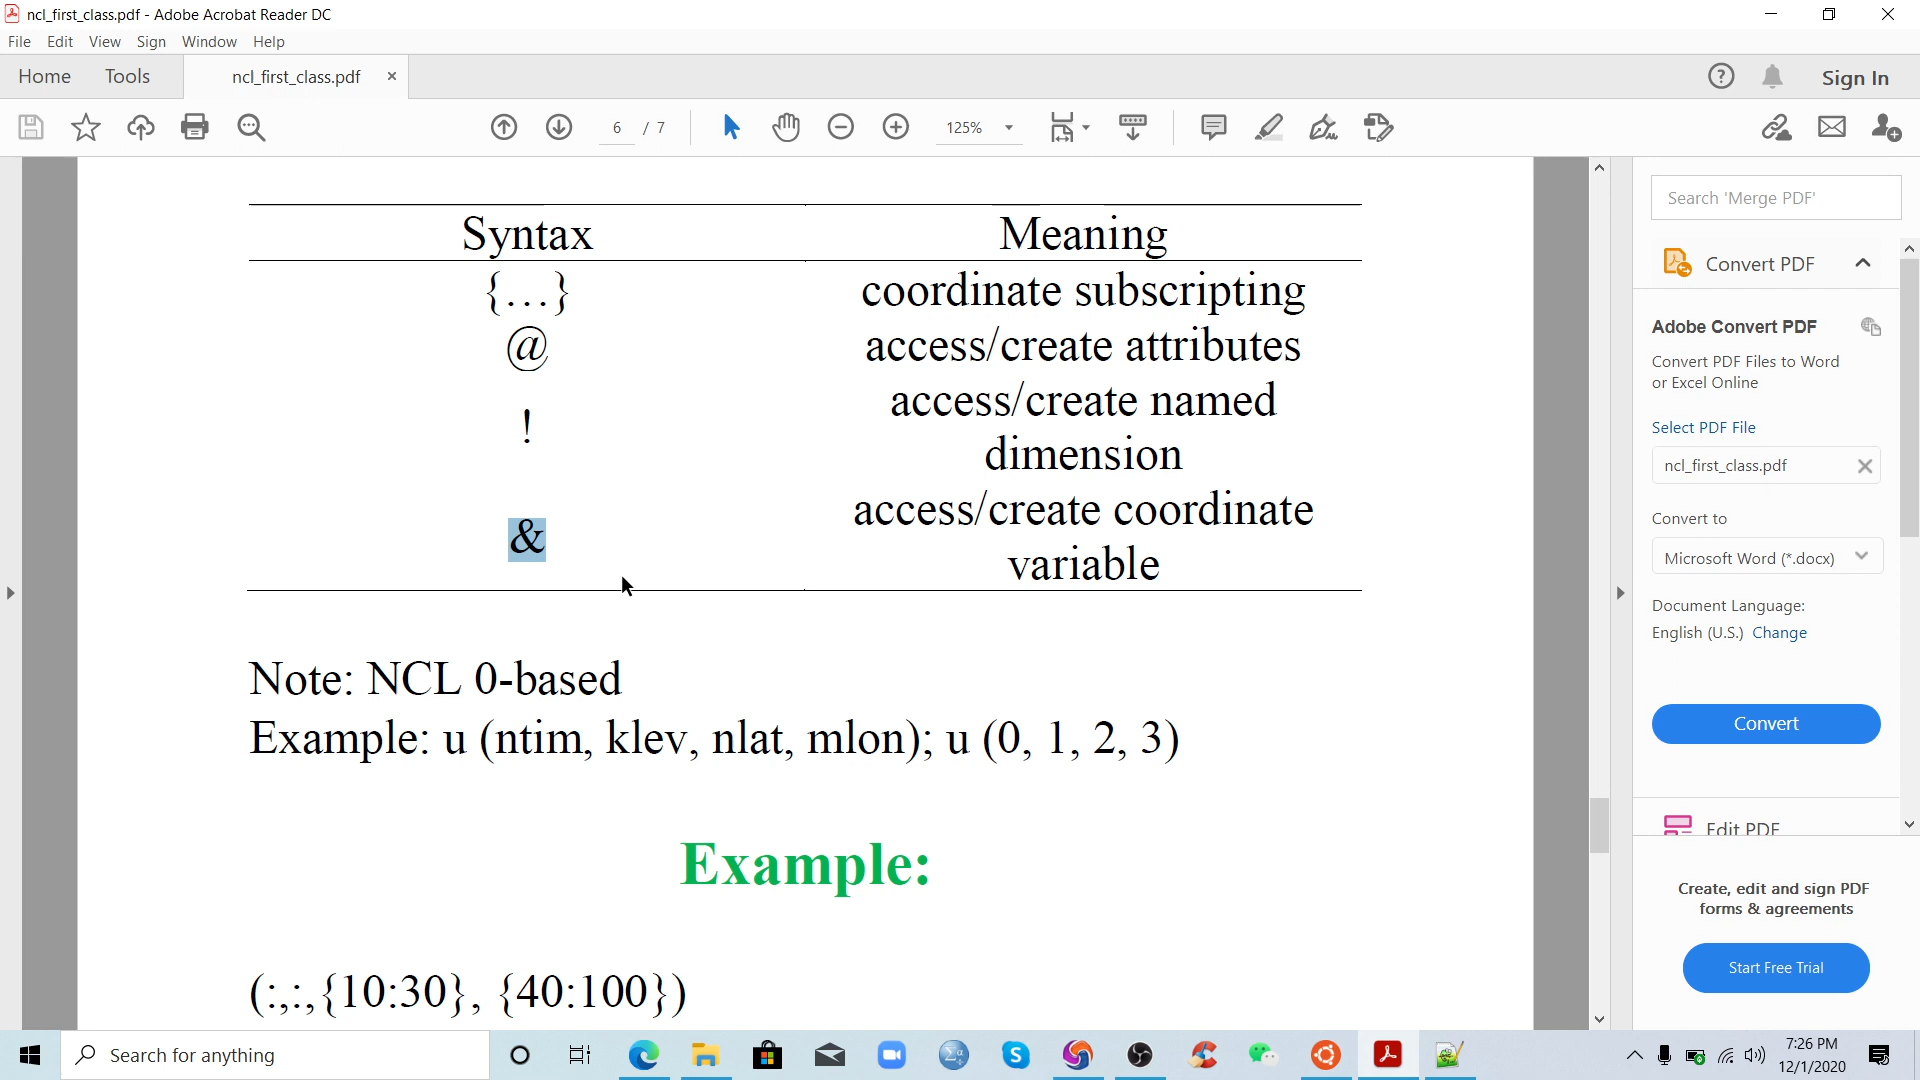 ncl_first_class.pdf - Adobe Acrobat Reader DC
File Edit View Sign Window Help
Home Tools ncl_first_class.pdf × Sign In
6 / 7 125%
Syntax Meaning
{…} coordinate subscripting
@ access/create attributes
! access/create named
dimension
& access/create coordinate
variable
Note: NCL 0-based
Example: u (ntim, klev, nlat, mlon); u (0, 1, 2, 3)
Example:
(:,:,{10:30}, {40:100})
Search 'Merge PDF'
Convert PDF
Adobe Convert PDF
Convert PDF Files to Word
or Excel Online
Select PDF File
ncl_first_class.pdf
Convert to
Microsoft Word (*.docx)
Document Language:
English (U.S.) Change
Convert
Edit PDF
Create, edit and sign PDF
forms & agreements
Start Free Trial
Search for anything
7:26 PM
12/1/2020